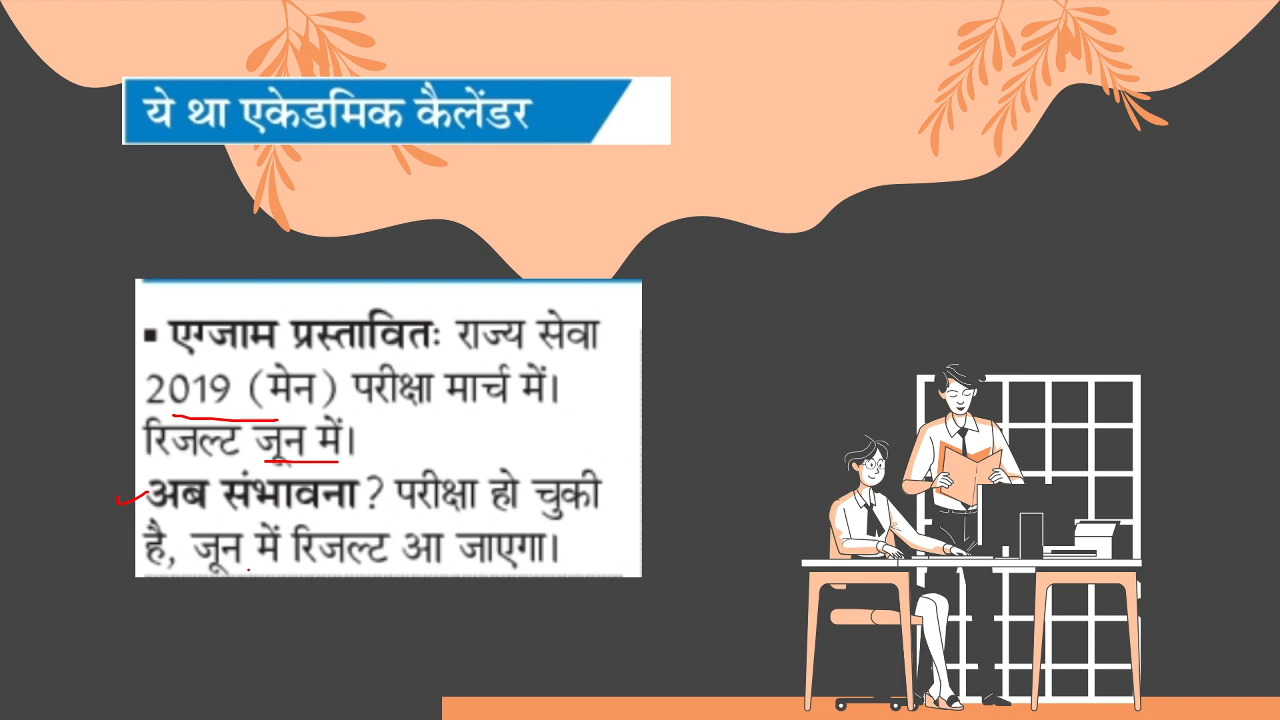 ये था एकेडमिक कैलेंडर
▪ एग्जाम प्रस्तावितः राज्य सेवा
2019 (मेन) परीक्षा मार्च में।
रिजल्ट जून में।
अब संभावना? परीक्षा हो चुकी
है, जून में रिजल्ट आ जाएगा।